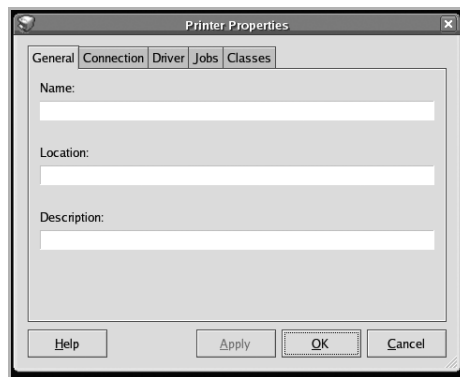 Printer Properties
General Connection Driver Jobs Classes
Name:
Location:
Description:
Help Apply OK Cancel